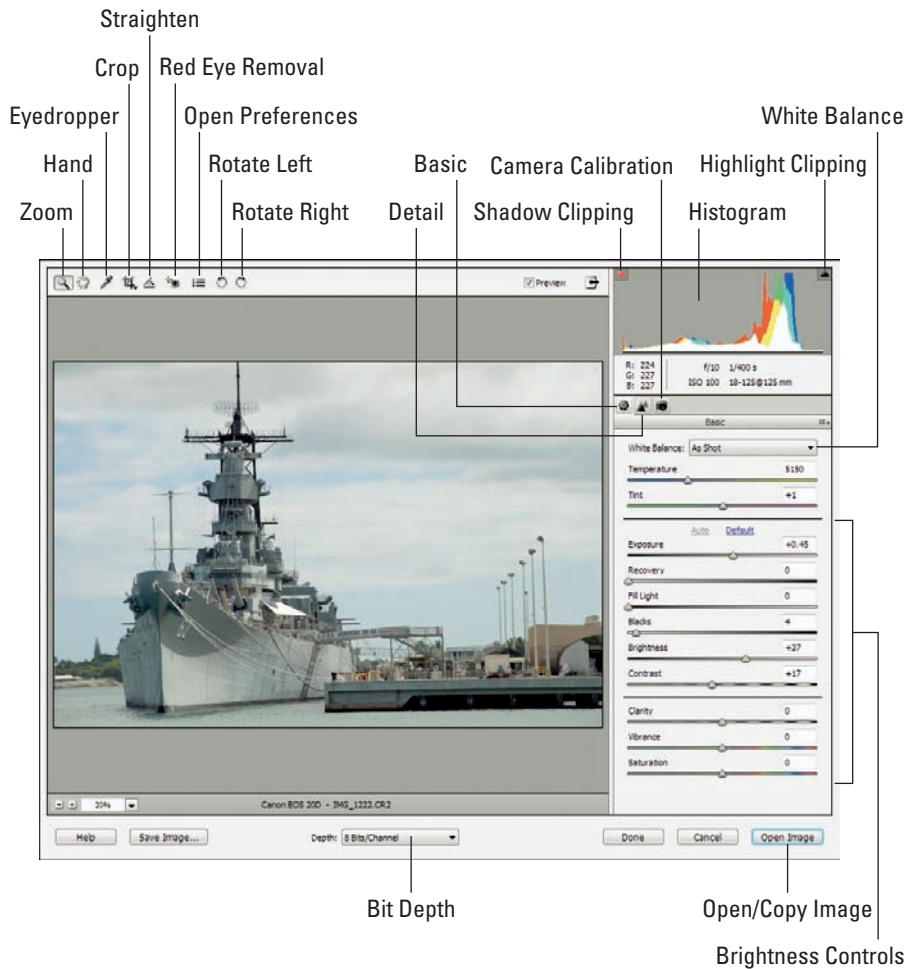 Straighten
Crop Red Eye Removal
Eyedropper Open Preferences White Balance
Hand Rotate Left Basic Camera Calibration Highlight Clipping
Zoom Rotate Right Detail Shadow Clipping Histogram
Preview
R: 224 f/10 1/400 s
G: 227
B: 227 ISO 100 18-125@125 mm
Basic
White Balance: As Shot
Temperature 5150
Tint +1
Auto Default
Exposure +0.45
Recovery 0
Fill Light 0
Blacks 4
Brightness +27
Contrast +17
Clarity 0
Vibrance 0
Saturation 0
20% Canon EOS 20D - IMG_1222.CR2
Help Save Image... Depth: 8 Bits/Channel Done Cancel Open Image
Bit Depth Open/Copy Image
Brightness Controls